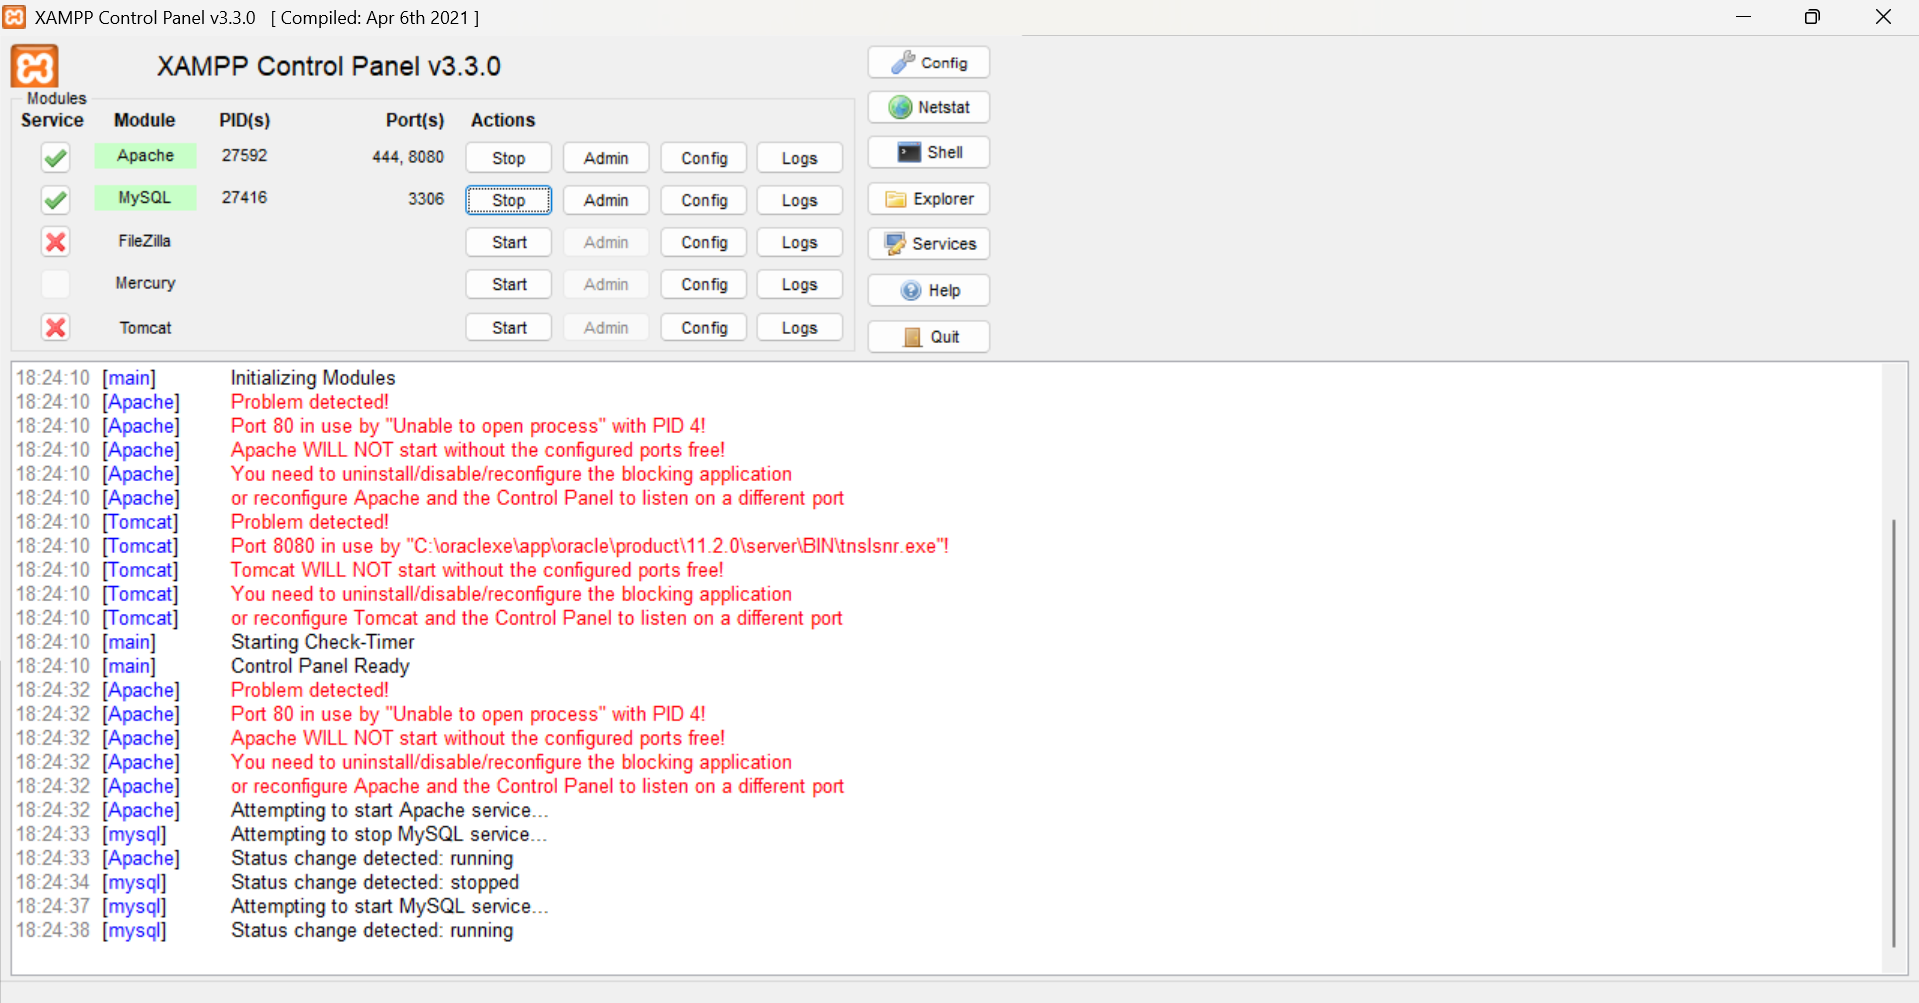 XAMPP Control Panel v3.3.0 [ Compiled: Apr 6th 2021 ]
XAMPP Control Panel v3.3.0
Config
Modules
Netstat
Service Module PID(s) Port(s) Actions
Apache 27592 444, 8080 Stop Admin Config Logs
Shell
MySQL 27416 3306 Stop Admin Config Logs
Explorer
FileZilla Start Admin Config Logs
Services
Mercury Start Admin Config Logs
Help
Tomcat Start Admin Config Logs
Quit
18:24:10 [main] Initializing Modules
18:24:10 [Apache] Problem detected!
18:24:10 [Apache] Port 80 in use by "Unable to open process" with PID 4!
18:24:10 [Apache] Apache WILL NOT start without the configured ports free!
18:24:10 [Apache] You need to uninstall/disable/reconfigure the blocking application
18:24:10 [Apache] or reconfigure Apache and the Control Panel to listen on a different port
18:24:10 [Tomcat] Problem detected!
18:24:10 [Tomcat] Port 8080 in use by "C:\oraclexe\app\oracle\product\11.2.0\server\BIN\tnslsnr.exe"!
18:24:10 [Tomcat] Tomcat WILL NOT start without the configured ports free!
18:24:10 [Tomcat] You need to uninstall/disable/reconfigure the blocking application
18:24:10 [Tomcat] or reconfigure Tomcat and the Control Panel to listen on a different port
18:24:10 [main] Starting Check-Timer
18:24:10 [main] Control Panel Ready
18:24:32 [Apache] Problem detected!
18:24:32 [Apache] Port 80 in use by "Unable to open process" with PID 4!
18:24:32 [Apache] Apache WILL NOT start without the configured ports free!
18:24:32 [Apache] You need to uninstall/disable/reconfigure the blocking application
18:24:32 [Apache] or reconfigure Apache and the Control Panel to listen on a different port
18:24:32 [Apache] Attempting to start Apache service...
18:24:33 [mysql] Attempting to stop MySQL service...
18:24:33 [Apache] Status change detected: running
18:24:34 [mysql] Status change detected: stopped
18:24:37 [mysql] Attempting to start MySQL service...
18:24:38 [mysql] Status change detected: running